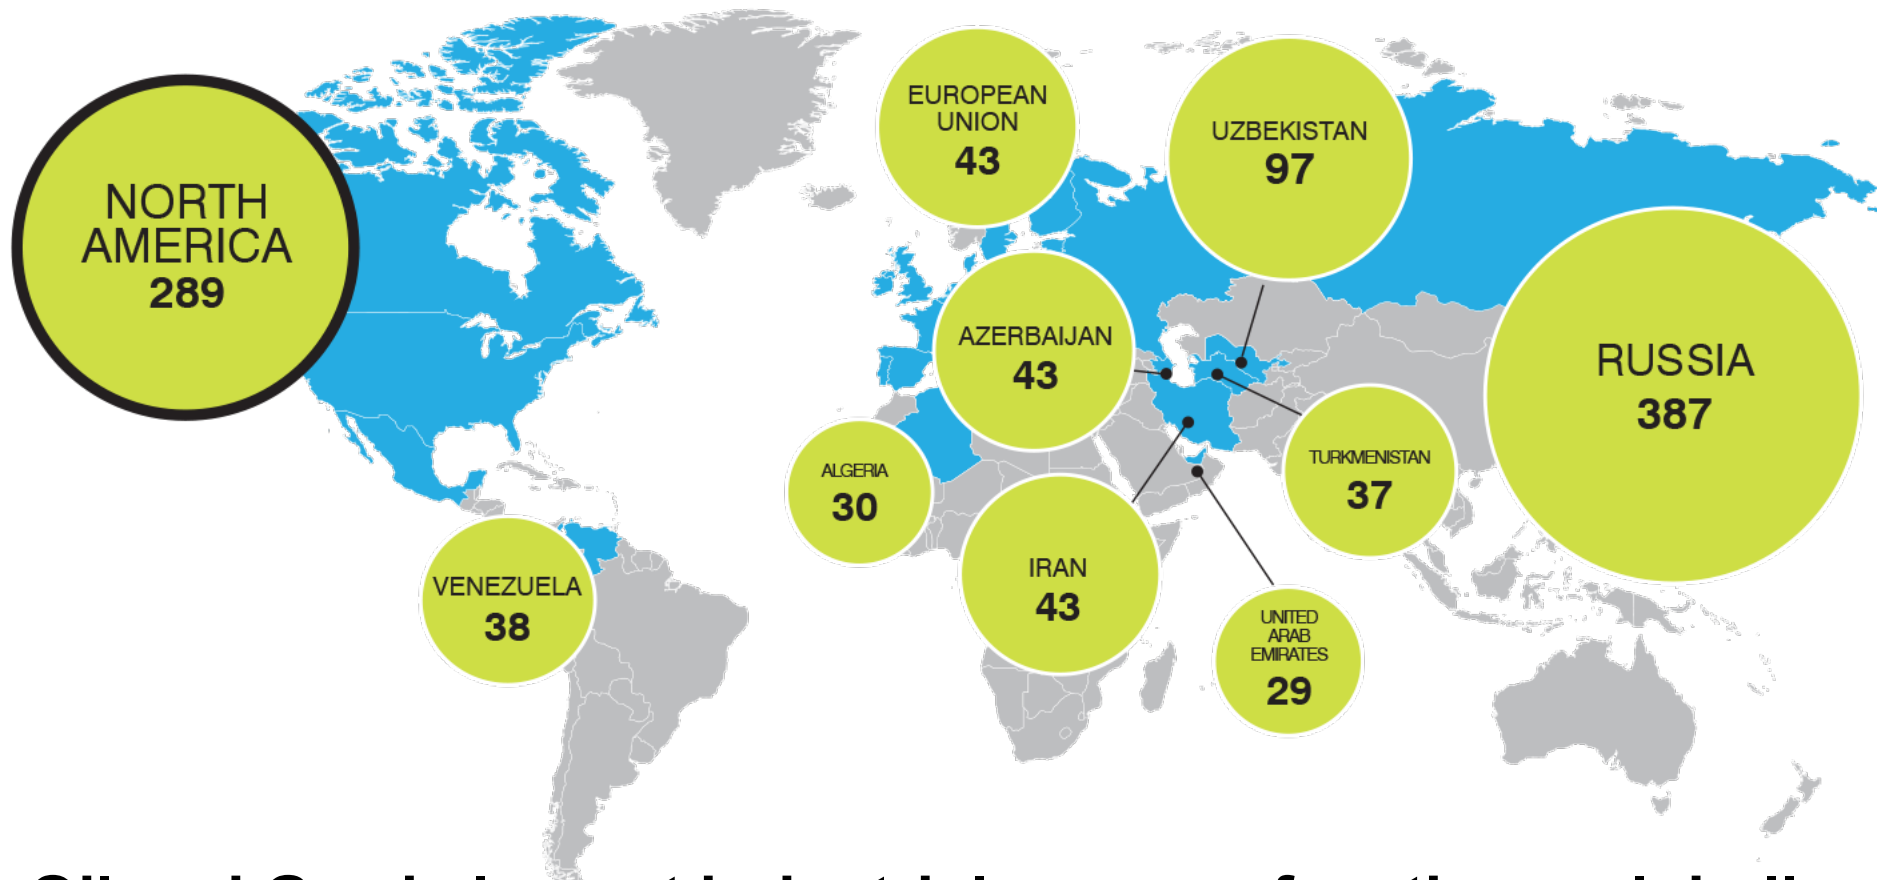 NORTH
AMERICA
289
EUROPEAN
UNION
43
UZBEKISTAN
97
AZERBAIJAN
43
RUSSIA
387
ALGERIA
30
TURKMENISTAN
37
IRAN
43
VENEZUELA
38
UNITED
ARAB
EMIRATES
29